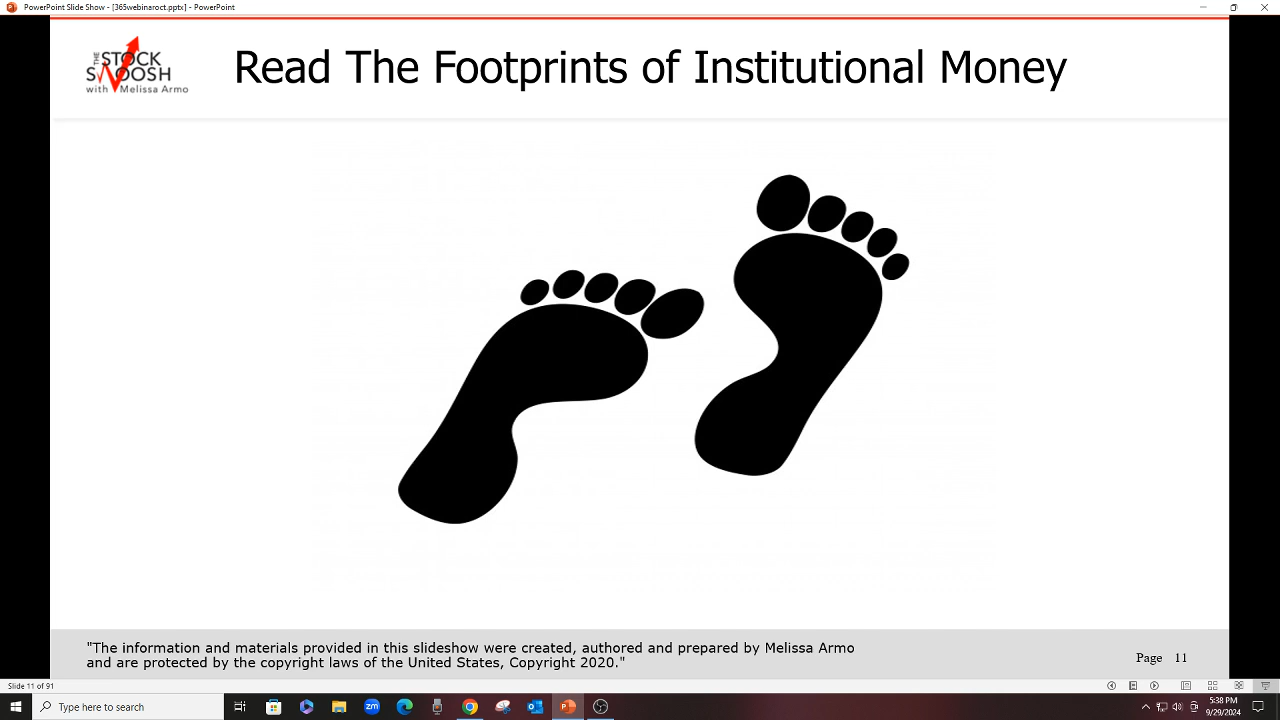 PowerPoint Slide Show - [365webinaroct.pptx] - PowerPoint
THE
STOCK
SWOOSH
with Melissa Armo
Read The Footprints of Institutional Money
"The information and materials provided in this slideshow were created, authored and prepared by Melissa Armo
and are protected by the copyright laws of the United States, Copyright 2020."
Page 11
Slide 11 of 91
Type here to search
zm
5:38 PM
9/29/2024